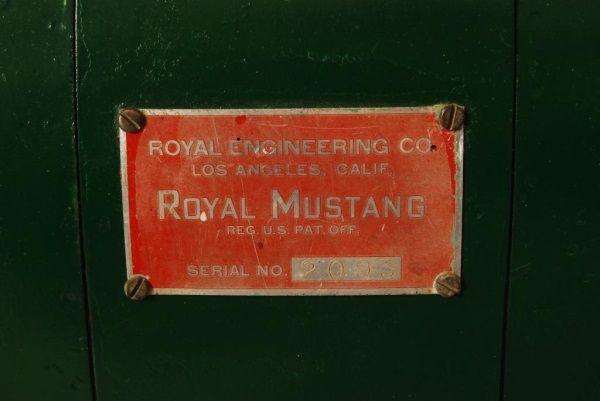 ROYAL ENGINEERING CO.
LOS ANGELES, CALIF.
ROYAL MUSTANG
REG. U.S. PAT. OFF.
SERIAL NO.